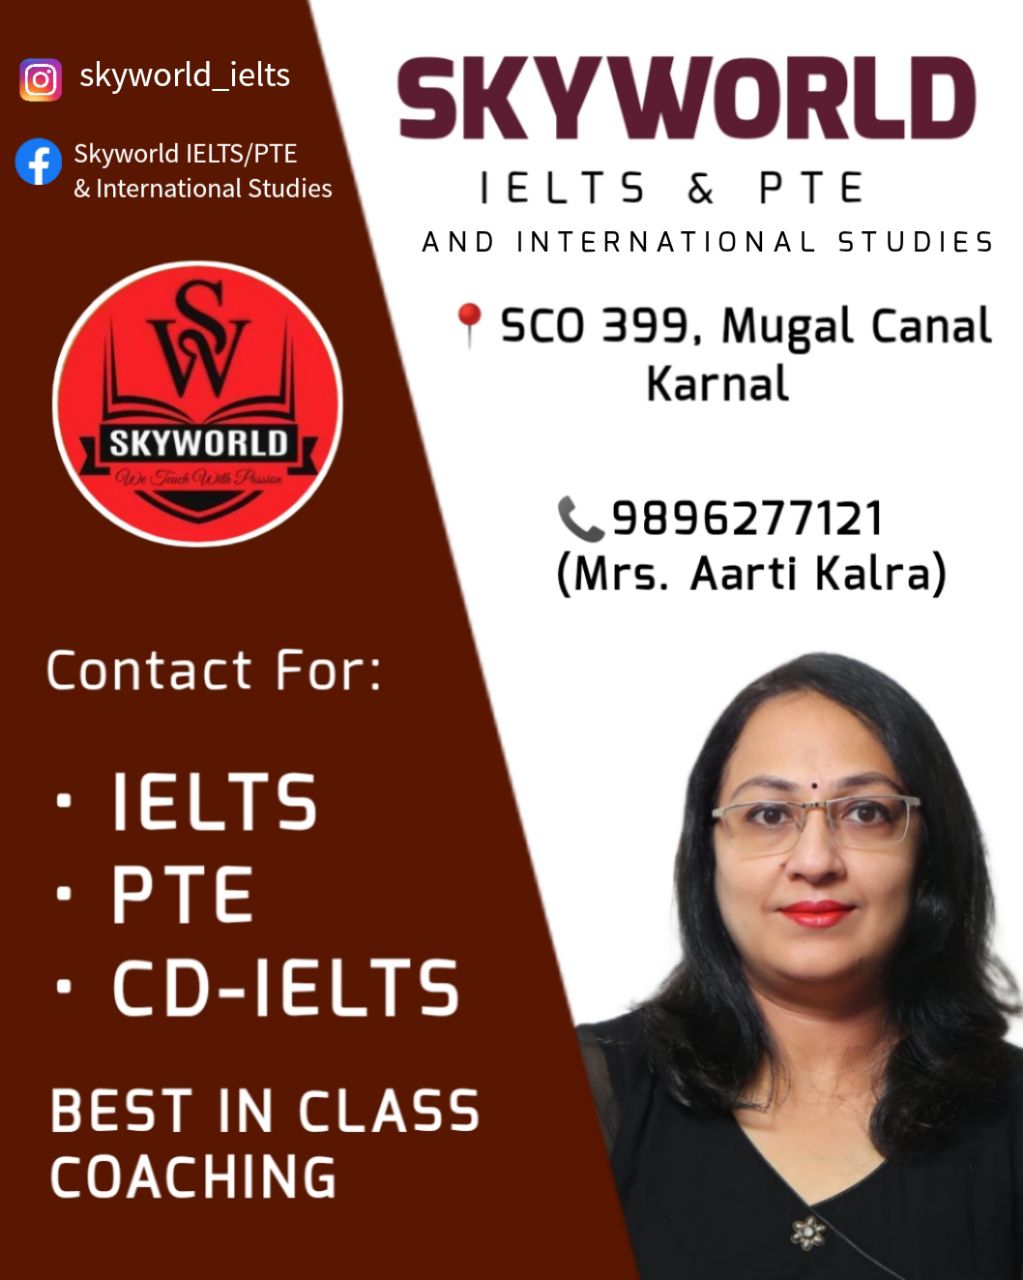 skyworld_ielts
Skyworld IELTS/PTE
& International Studies
SW
SKYWORLD
We Teach With Passion
SKYWORLD
IELTS & PTE
AND INTERNATIONAL STUDIES
📍SCO 399, Mugal Canal
Karnal
📞9896277121
(Mrs. Aarti Kalra)
Contact For:
· IELTS
· PTE
· CD-IELTS
BEST IN CLASS
COACHING